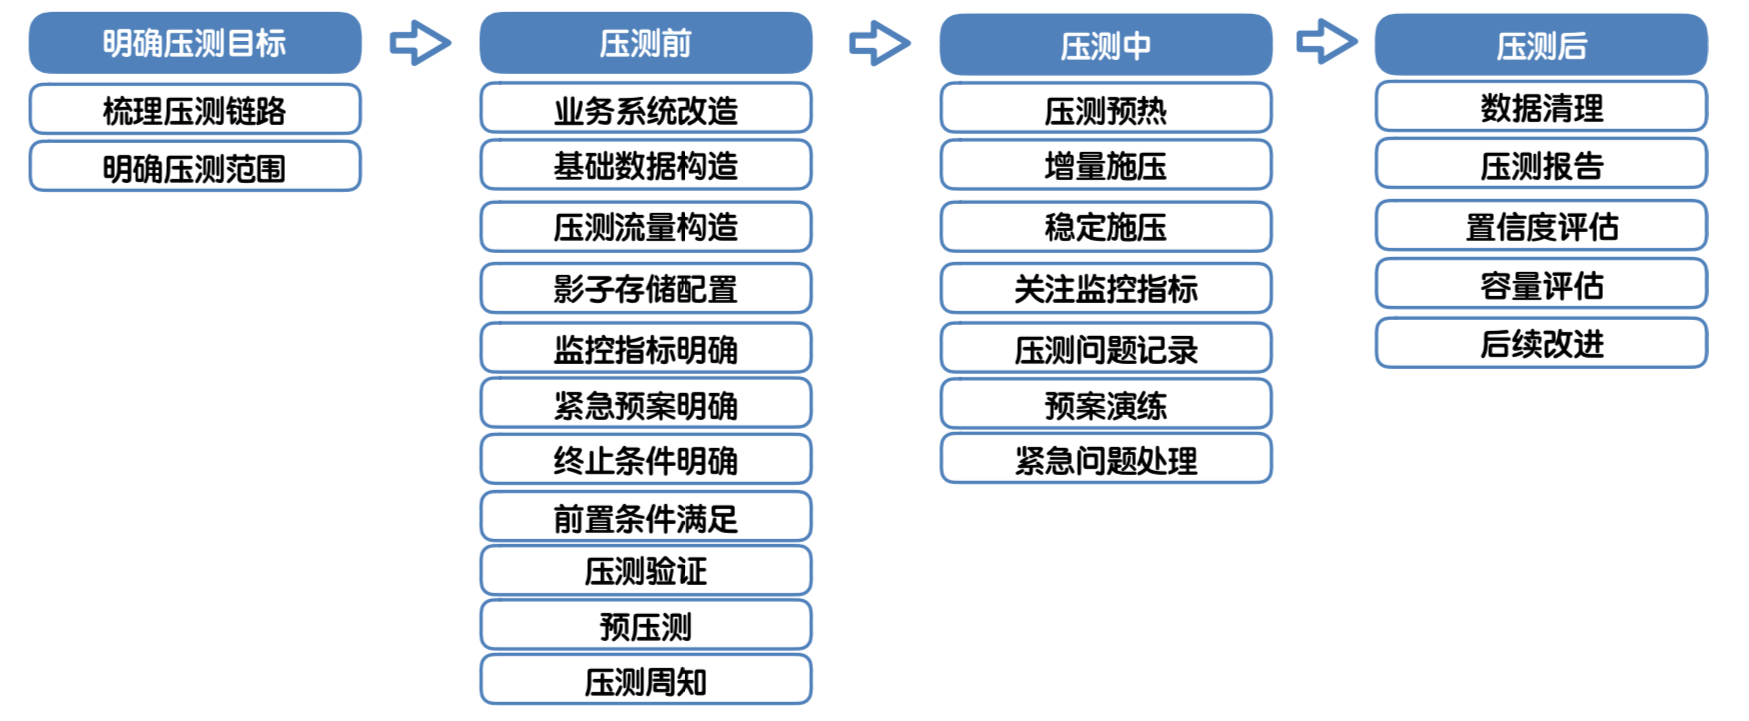 明确压测目标
梳理压测链路
明确压测范围
压测前
业务系统改造
基础数据构造
压测流量构造
影子存储配置
监控指标明确
紧急预案明确
终止条件明确
前置条件满足
压测验证
预压测
压测周知
压测中
压测预热
增量施压
稳定施压
关注监控指标
压测问题记录
预案演练
紧急问题处理
压测后
数据清理
压测报告
置信度评估
容量评估
后续改进